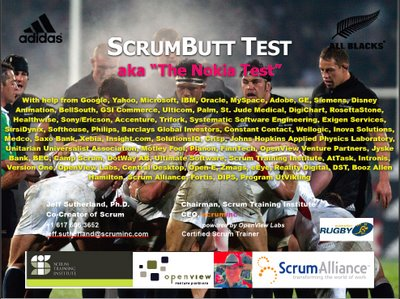 adidas
ALL BLACKS
SCRUMBUTT TEST
aka "The Nokia Test"
With help from Google, Yahoo, Microsoft, IBM, Oracle, MySpace, Adobe, GE, Siemens, Disney
Animation, BellSouth, GSI Commerce, Ulticom, Palm, St. Jude Medical, DigiChart, RosettaStone,
Healthwise, Sony/Ericson, Accenture, Trifork, Systematic Software Engineering, Exigen Services,
SirsiDynix, Softhouse, Philips, Barclays Global Investors, Constant Contact, Wellogic, Inova Solutions,
Medco, Saxo Bank, Xebia, Insight.com, SolutionsIQ, Crisp, Johns Hopkins Applied Physics Laboratory,
Unitarian Universalist Association, Motley Fool, Planon, FinnTech, OpenView Venture Partners, Jyske
Bank, BEC, Camp Scrum, DotWay AB, Ultimate Software, Scrum Training Institute, AtTask, Intronis,
Version One, OpenView Labs, Central Desktop, Open-E, Zmags, eEye, Reality Digital, DST, Booz Allen
Hamilton, Scrum Alliance, Fortis, DIPS, Program UtVikling
Jeff Sutherland, Ph.D. Chairman, Scrum Training Institute
Co-Creator of Scrum CEO, scruminc.
+1 617 3652 powered by OpenView Labs
jeff.sutherland@scruminc.com Certified Scrum Trainer
RUGBY
SCRUM
TRAINING
INSTITUTE
openview
venture partners
ScrumAlliance
transforming the world of work